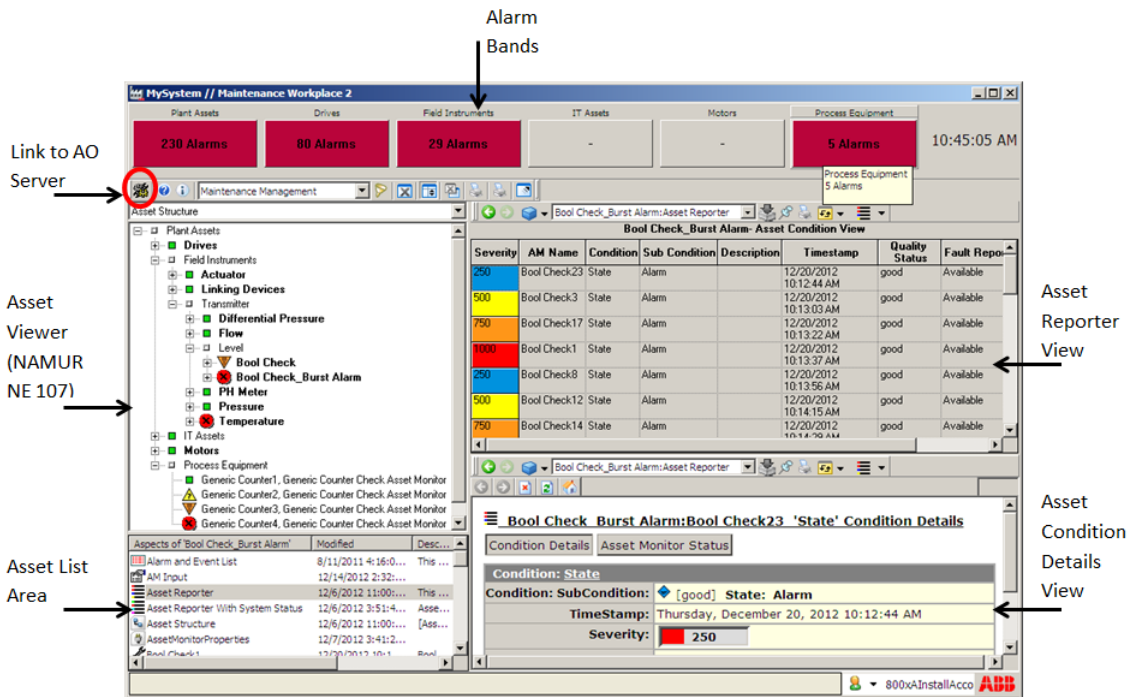 Alarm
Bands
MySystem // Maintenance Workplace 2
Plant Assets
Drives
Field Instruments
IT Assets
Motors
Process Equipment
230 Alarms
80 Alarms
29 Alarms
-
-
5 Alarms
10:45:05 AM
Process Equipment
5 Alarms
Link to AO
Server
Maintenance Management
Asset Structure
Bool Check_Burst Alarm:Asset Reporter
Bool Check_Burst Alarm- Asset Condition View
Plant Assets
Drives
Field Instruments
Actuator
Linking Devices
Transmitter
Differential Pressure
Flow
Level
Bool Check
Bool Check_Burst Alarm
PH Meter
Pressure
Temperature
IT Assets
Motors
Process Equipment
Generic Counter1, Generic Counter Check Asset Monitor
Generic Counter2, Generic Counter Check Asset Monitor
Generic Counter3, Generic Counter Check Asset Monitor
Generic Counter4, Generic Counter Check Asset Monitor
Asset
Viewer
(NAMUR
NE 107)
Severity AM Name Condition Sub Condition Description Timestamp Quality Status Fault Repor
250 Bool Check23 State Alarm 12/20/2012 10:12:44 AM good Available
500 Bool Check3 State Alarm 12/20/2012 10:13:03 AM good Available
750 Bool Check17 State Alarm 12/20/2012 10:13:22 AM good Available
1000 Bool Check1 State Alarm 12/20/2012 10:13:37 AM good Available
250 Bool Check8 State Alarm 12/20/2012 10:13:56 AM good Available
500 Bool Check12 State Alarm 12/20/2012 10:14:15 AM good Available
750 Bool Check14 State Alarm 12/20/2012 10:14:29 AM good Available
Asset
Reporter
View
Bool Check_Burst Alarm:Asset Reporter
Bool Check Burst Alarm:Bool Check23 'State' Condition Details
Condition Details Asset Monitor Status
Condition: State
Condition: SubCondition: [good] State: Alarm
TimeStamp: Thursday, December 20, 2012 10:12:44 AM
Severity: 250
Asset
Condition
Details
View
Asset List
Area
Aspects of 'Bool Check_Burst Alarm' Modified Desc...
Alarm and Event List 8/11/2011 4:16:0... This ...
AM Input 12/14/2012 2:32:...
Asset Reporter 12/6/2012 11:00:... This ...
Asset Reporter With System Status 12/6/2012 3:51:4... Asse...
Asset Structure 12/6/2012 11:00:... [Ass...
AssetMonitorProperties 12/7/2012 3:41:2...
Bool Check1 12/20/2012 10:1 Bool
800xAInstallAcco ABB